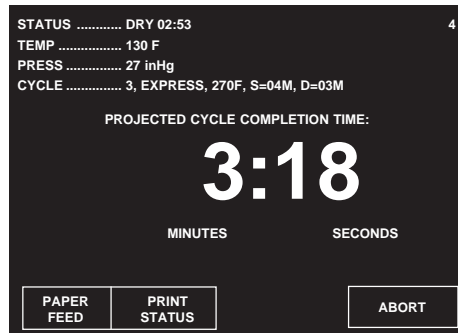 STATUS ............ DRY 02:53 4
TEMP ................ 130 F
PRESS ............... 27 inHg
CYCLE ............... 3, EXPRESS, 270F, S=04M, D=03M
PROJECTED CYCLE COMPLETION TIME:
3:18
MINUTES SECONDS
PAPER FEED
PRINT STATUS
ABORT